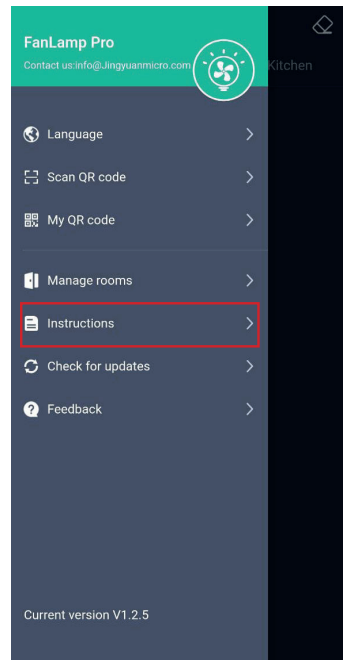 FanLamp Pro
Contact us:info@Jingyuanmicro.com
Kitchen
Language
Scan QR code
My QR code
Manage rooms
Instructions
Check for updates
Feedback
Current version V1.2.5